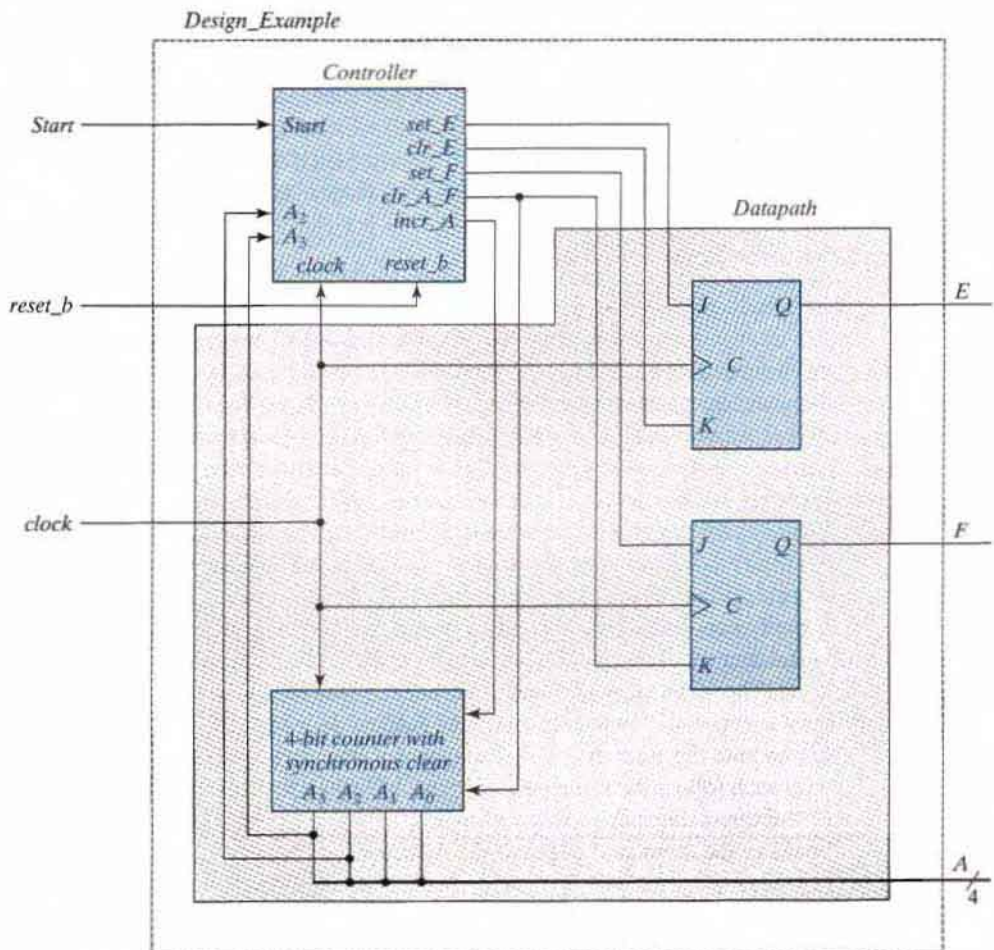 Design_Example
Controller
Start
Start
set_E
clr_E
set_F
clr_A_F
incr_A
A₂
A₃
clock
reset_b
reset_b
Datapath
J
Q
E
C
K
clock
J
Q
F
C
K
4-bit counter with
synchronous clear
A₃ A₂ A₁ A₀
A
4